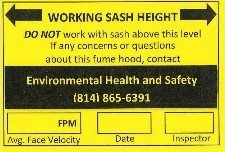 WORKING SASH HEIGHT
DO NOT work with sash above this level
If any concerns or questions
about this fume hood, contact
Environmental Health and Safety
(814) 865-6391
FPM
Avg. Face Velocity Date Inspector